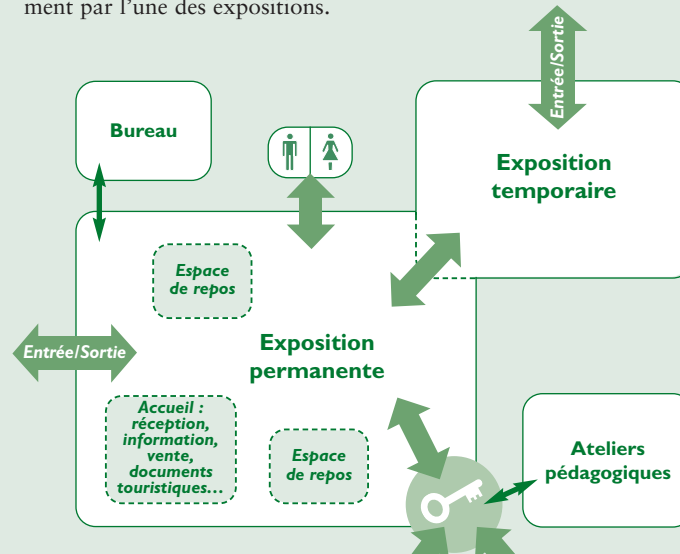 ment par l’une des expositions.
Entrée/Sortie
Bureau
Exposition
temporaire
Espace
de repos
Entrée/Sortie
Exposition
permanente
Accueil :
réception,
information,
vente,
documents
touristiques…
Espace
de repos
Ateliers
pédagogiques